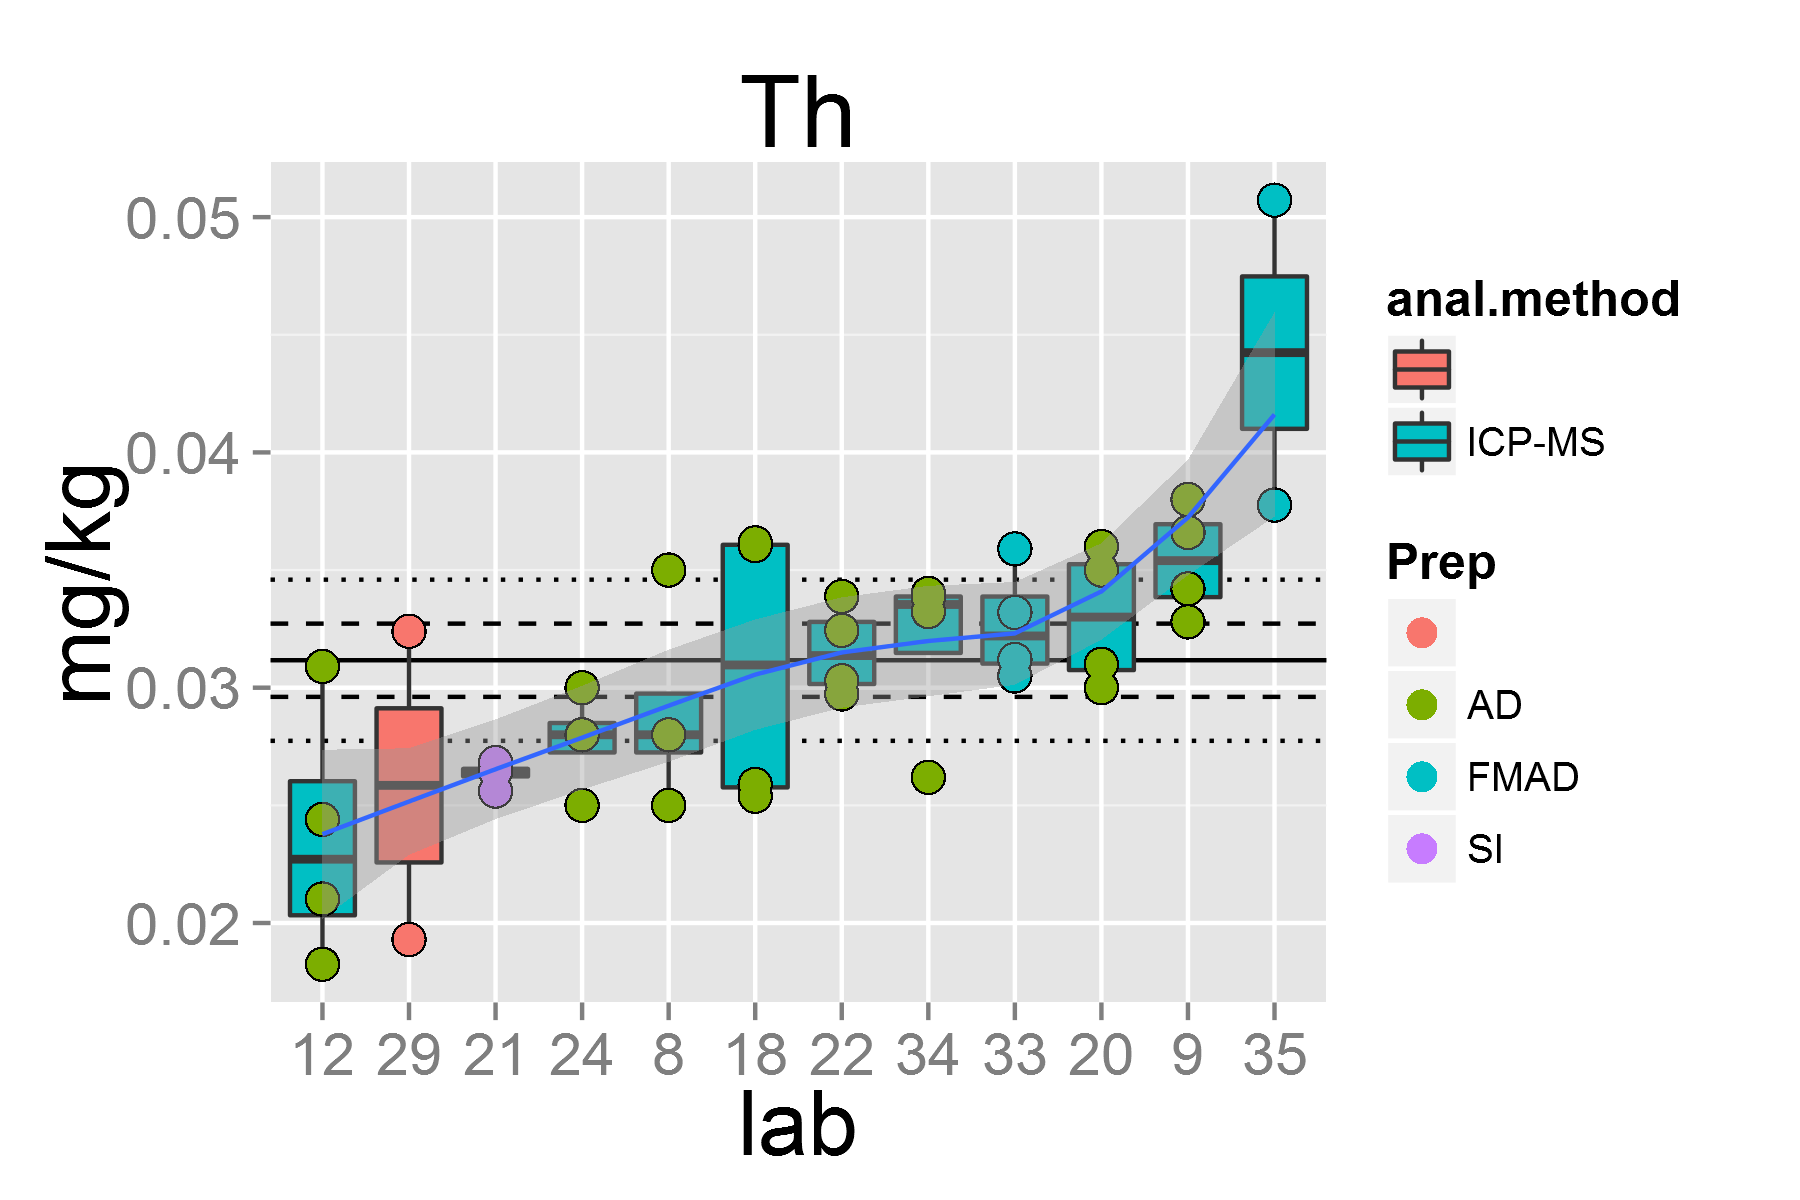 Th
mg/kg
0.05
0.04
0.03
0.02
12 29 21 24 8 18 22 34 33 20 9 35
lab
anal.method
ICP-MS
Prep
AD
FMAD
SI